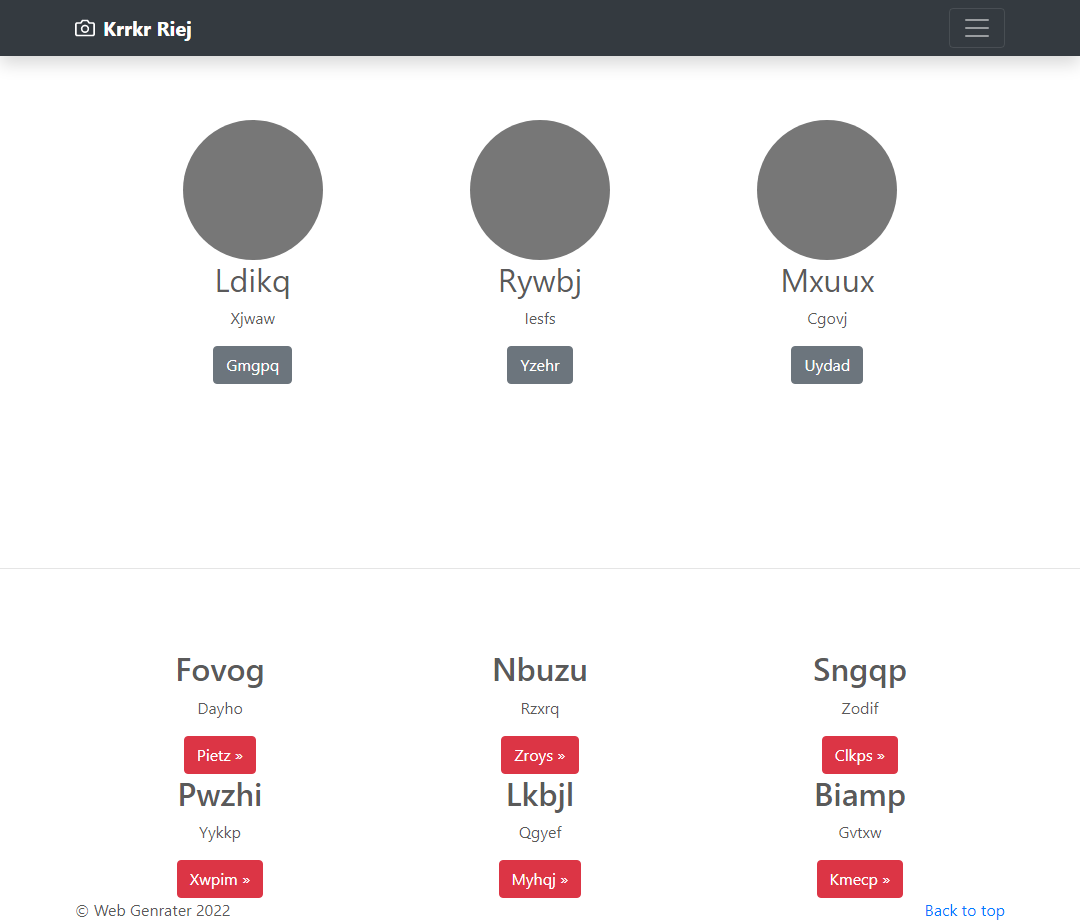 Krrkr Riej
Ldikq
Xjwaw
Gmgpq
Rywbj
Iesfs
Yzehr
Mxuux
Cgovj
Uydad
Fovog
Dayho
Pietz »
Nbuzu
Rzxrq
Zroys »
Sngqp
Zodif
Clkps »
Pwzhi
Yykkp
Xwpim »
Lkbjl
Qgyef
Myhqj »
Biamp
Gvtxw
Kmecp »
© Web Genrater 2022
Back to top